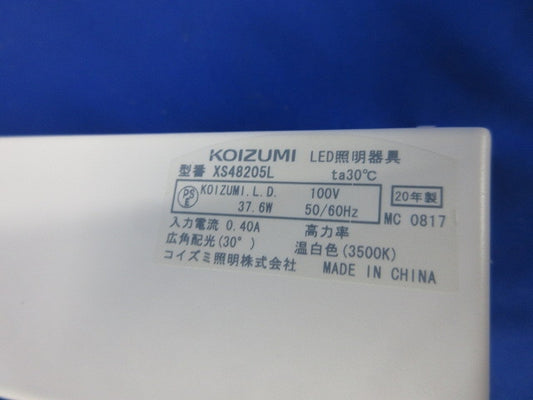 KOIZUMI LED照明器具
型番 XS48205L ta30℃
PS E KOIZUMI.L.D. 100V 20年製
37.6W 50/60Hz MC 0817
入力電流 0.40A 高力率
広角配光(30°) 温白色(3500K)
コイズミ照明株式会社 MADE IN CHINA